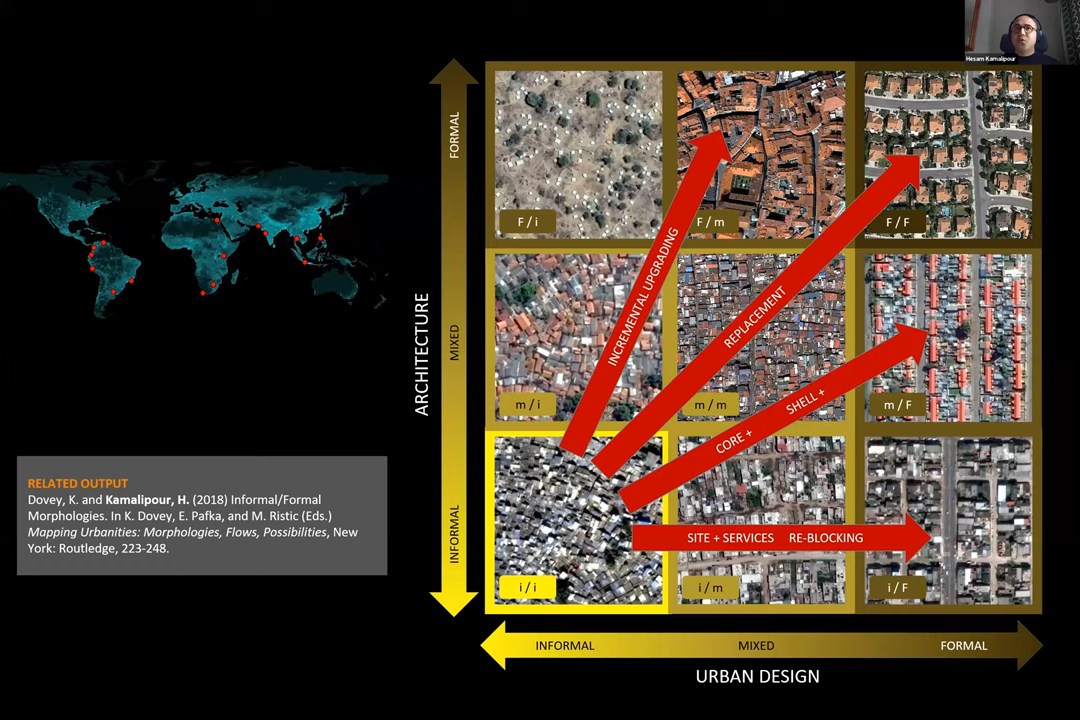 Hesam Kamalipour
ARCHITECTURE
FORMAL
MIXED
INFORMAL
F / i
F / m
F / F
m / i
m / m
m / F
i / i
i / m
i / F
INCREMENTAL UPGRADING
REPLACEMENT
CORE + SHELL +
SITE + SERVICES RE-BLOCKING
INFORMAL
MIXED
FORMAL
URBAN DESIGN
RELATED OUTPUT
Dovey, K. and Kamalipour, H. (2018) Informal/Formal
Morphologies. In K. Dovey, E. Pafka, and M. Ristic (Eds.)
Mapping Urbanities: Morphologies, Flows, Possibilities, New
York: Routledge, 223-248.